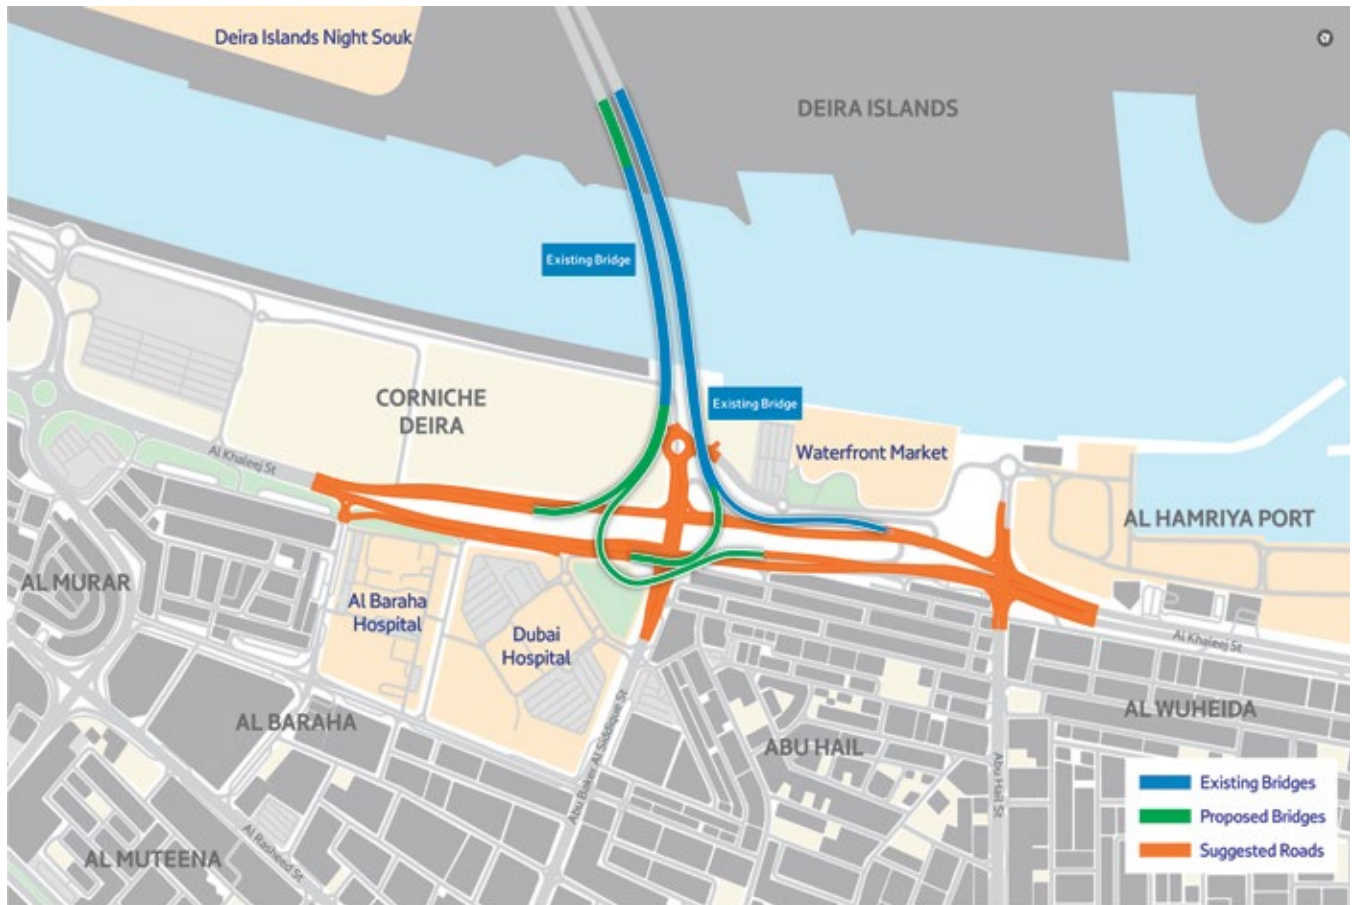 Deira Islands Night Souk
DEIRA ISLANDS
Existing Bridge
CORNICHE
DEIRA
Existing Bridge
Al Khaleej St
Waterfront Market
AL HAMRIYA PORT
AL MURAR
Al Baraha
Hospital
Dubai
Hospital
Al Khaleej St
AL BARAHA
Abu Baker Al Siddique St
ABU HAIL
AL WUHEIDA
Abu Hail St
Existing Bridges
Proposed Bridges
Suggested Roads
AL MUTEENA
Al Rasheed St